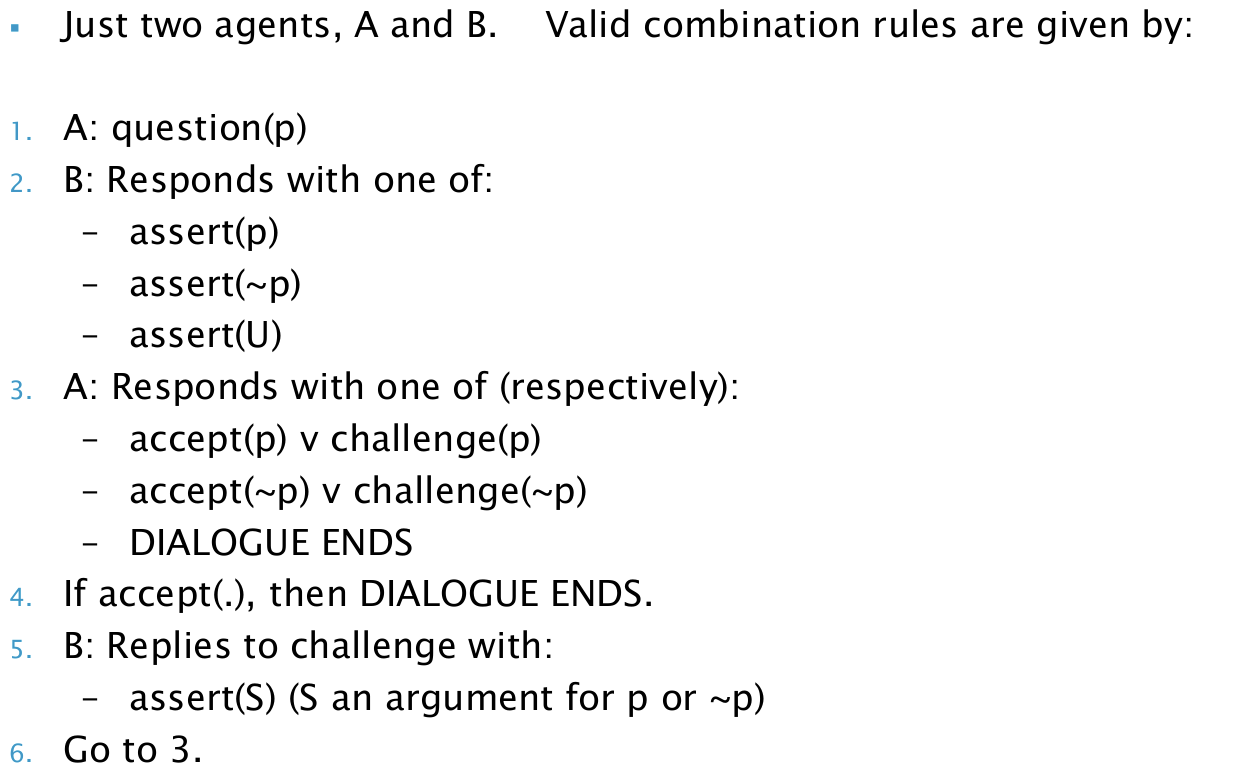 ▪ Just two agents, A and B. Valid combination rules are given by:
1. A: question(p)
2. B: Responds with one of:
– assert(p)
– assert(~p)
– assert(U)
3. A: Responds with one of (respectively):
– accept(p) v challenge(p)
– accept(~p) v challenge(~p)
– DIALOGUE ENDS
4. If accept(.), then DIALOGUE ENDS.
5. B: Replies to challenge with:
– assert(S) (S an argument for p or ~p)
6. Go to 3.